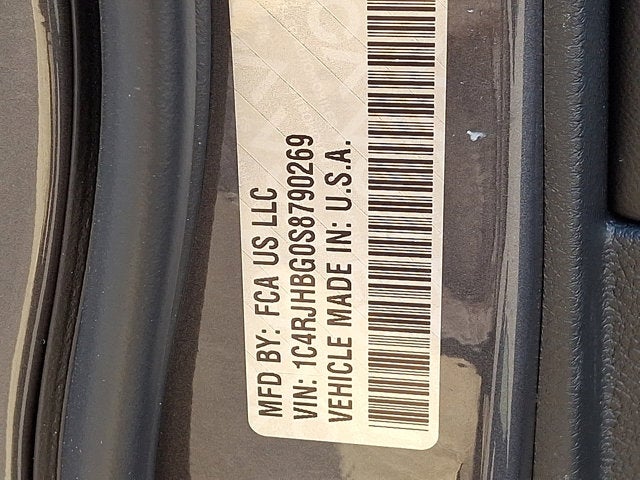 MFD BY: FCA US LLC
VIN: 1C4RJHBG0S8790269
VEHICLE MADE IN: U.S.A.